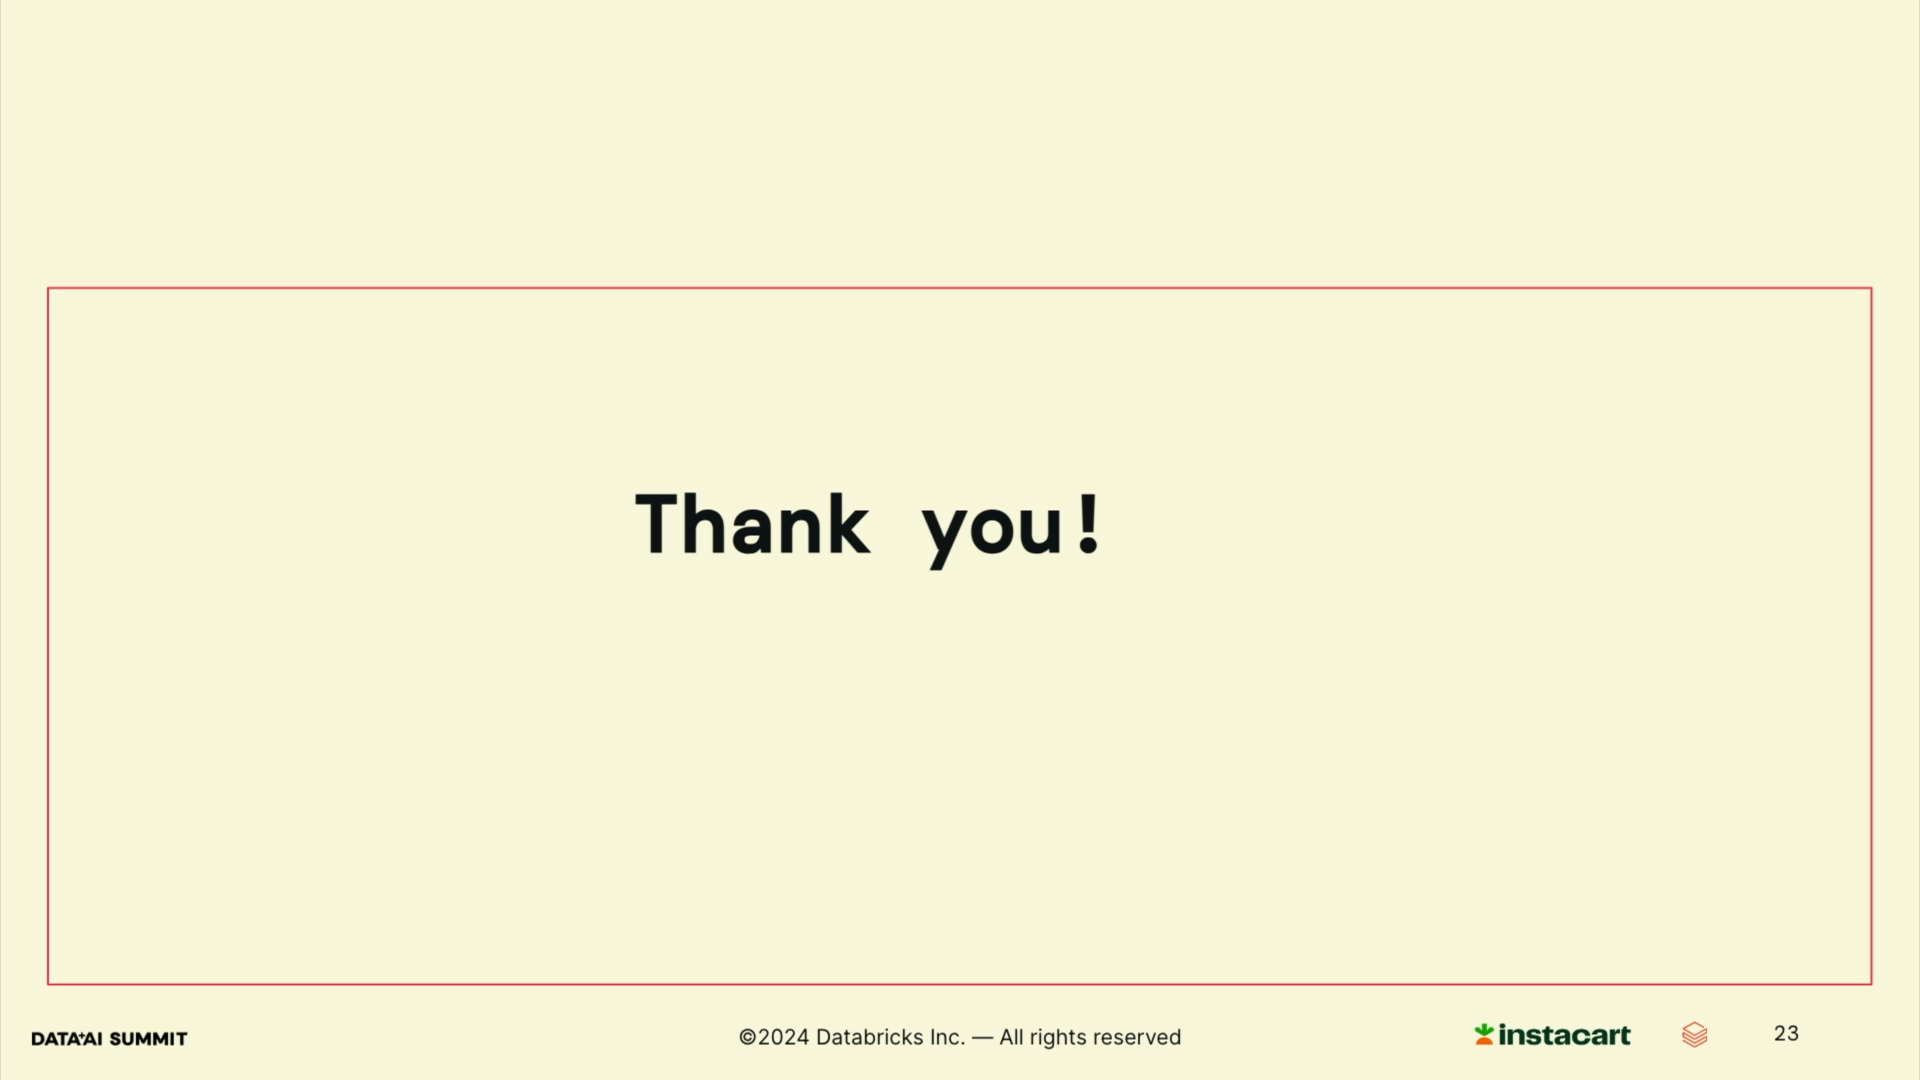 Thank you!
DATA+AI SUMMIT
©2024 Databricks Inc. — All rights reserved
instacart
23